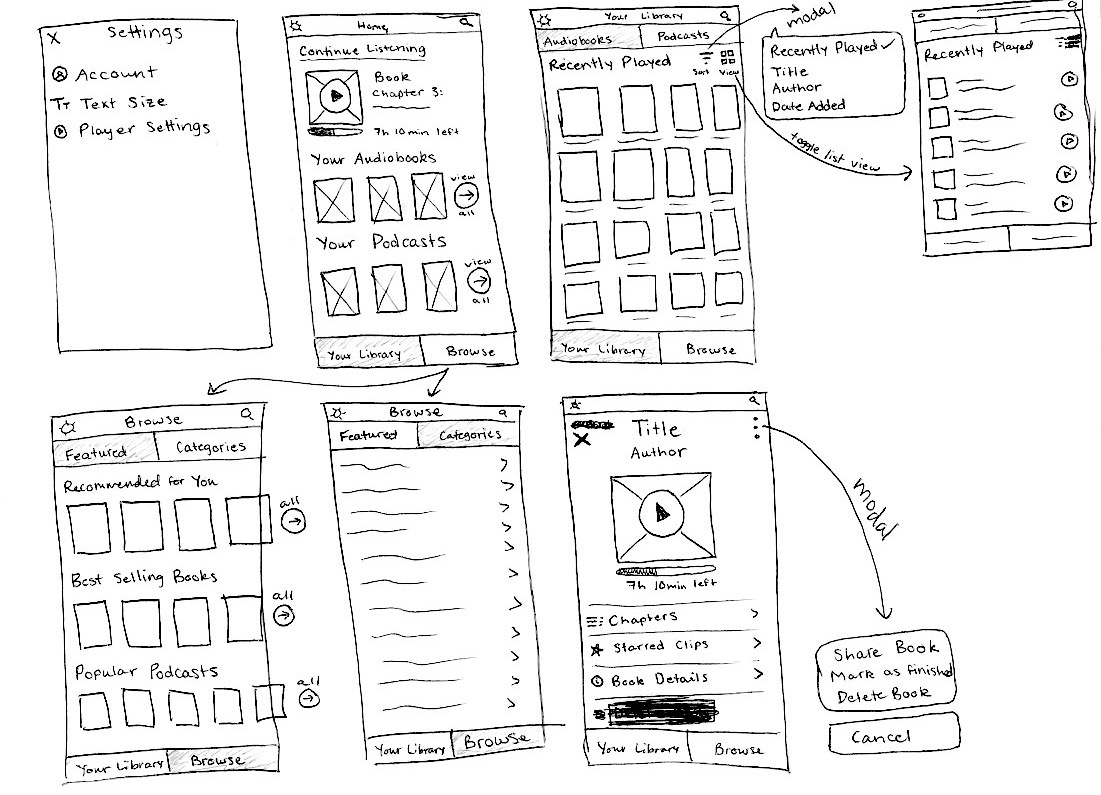 X Settings
Account
TT Text Size
Player Settings
Home
Continue Listening
Book
Chapter 3:
7h 10min left
Your Audiobooks
view
all
Your Podcasts
view
all
Your Library
Browse
Your Library
Audiobooks
Podcasts
Recently Played
Sort
View
Your Library
Browse
modal
Recently Played ✓
Title
Author
Date Added
toggle list view
Recently Played
Browse
Featured
Categories
Recommended for You
all
Best Selling Books
all
Popular Podcasts
all
Your Library
Browse
Browse
Featured
Categories
Your Library
Browse
X
Title
Author
7h 10min left
Chapters
Starred Clips
Book Details
Your Library
Browse
modal
Share Book
Mark as finished
Delete Book
Cancel